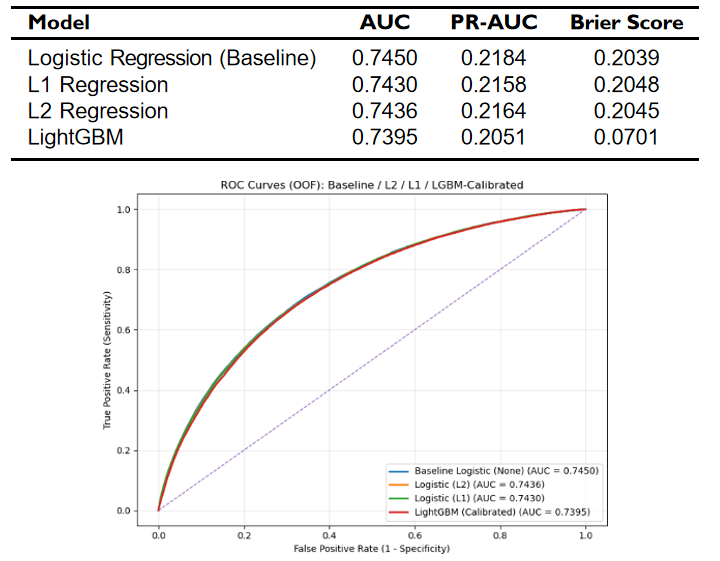 Model AUC PR-AUC Brier Score
Logistic Regression (Baseline) 0.7450 0.2184 0.2039
L1 Regression 0.7430 0.2158 0.2048
L2 Regression 0.7436 0.2164 0.2045
LightGBM 0.7395 0.2051 0.0701
ROC Curves (OOF): Baseline / L2 / L1 / LGBM-Calibrated
True Positive Rate (Sensitivity)
1.0
0.8
0.6
0.4
0.2
0.0
Baseline Logistic (None) (AUC = 0.7450)
Logistic (L2) (AUC = 0.7436)
Logistic (L1) (AUC = 0.7430)
LightGBM (Calibrated) (AUC = 0.7395)
0.0 0.2 0.4 0.6 0.8 1.0
False Positive Rate (1 - Specificity)